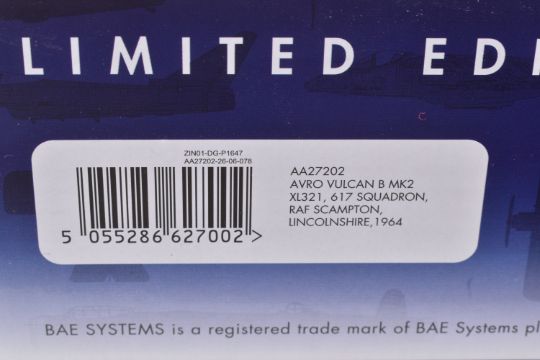 LIMITED EDI
ZIN01-DG-P1647
AA27202-26-06-078
5 055286 627002 >
AA27202
AVRO VULCAN B MK2
XL321, 617 SQUADRON,
RAF SCAMPTON,
LINCOLNSHIRE,1964
BAE SYSTEMS is a registered trade mark of BAE Systems pl